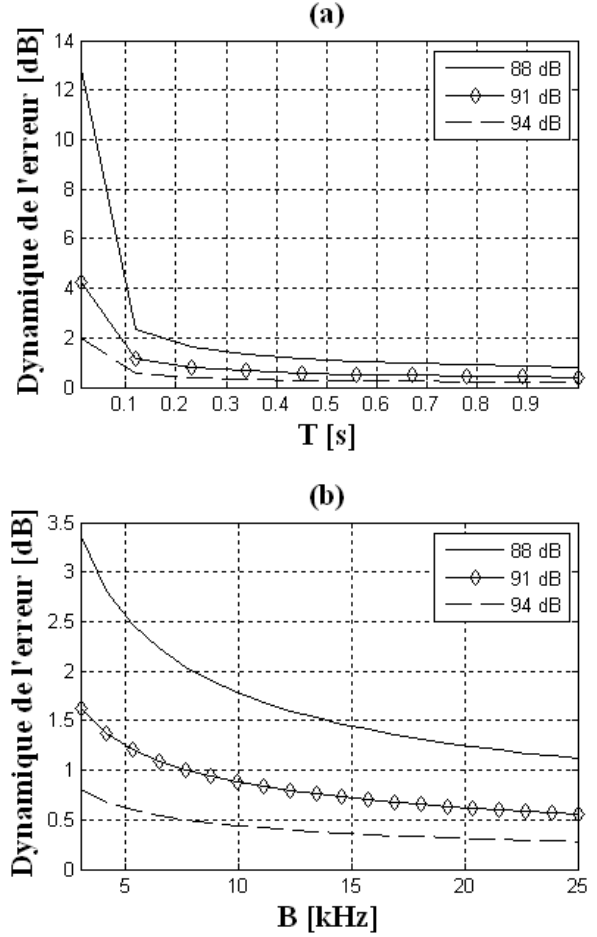 (a)
Dynamique de l'erreur [dB]
14
12
10
8
6
4
2
0
88 dB
91 dB
94 dB
0.1 0.2 0.3 0.4 0.5 0.6 0.7 0.8 0.9
T [s]
(b)
Dynamique de l'erreur [dB]
3.5
3
2.5
2
1.5
1
0.5
0
88 dB
91 dB
94 dB
5 10 15 20 25
B [kHz]